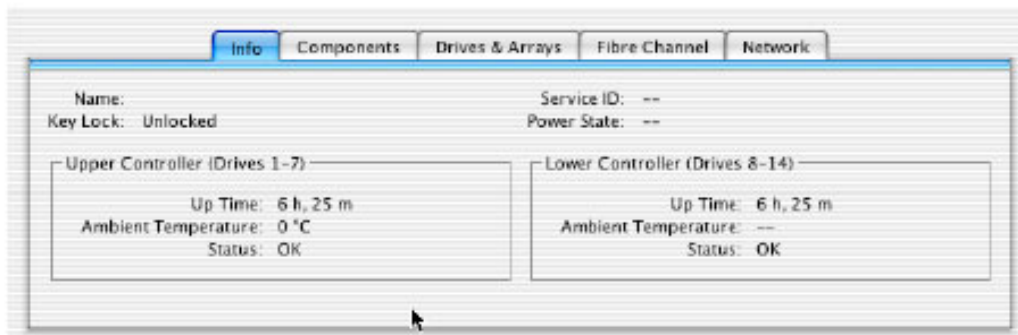 Info Components Drives & Arrays Fibre Channel Network
Name: Service ID: --
Key Lock: Unlocked Power State: --
Upper Controller (Drives 1-7) Lower Controller (Drives 8-14)
Up Time: 6 h, 25 m Up Time: 6 h, 25 m
Ambient Temperature: 0 °C Ambient Temperature: --
Status: OK Status: OK